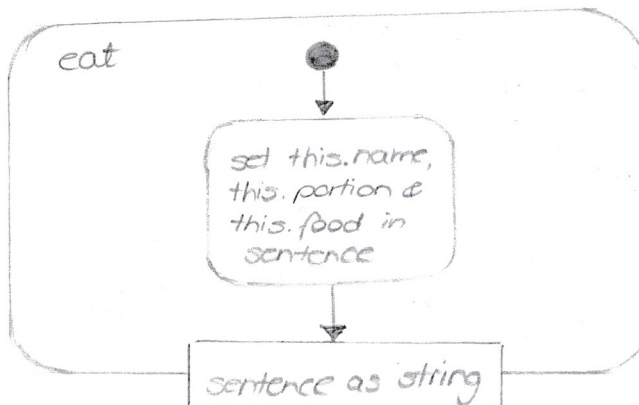 eat
set this.name,
this.portion &
this.food in
sentence
sentence as string